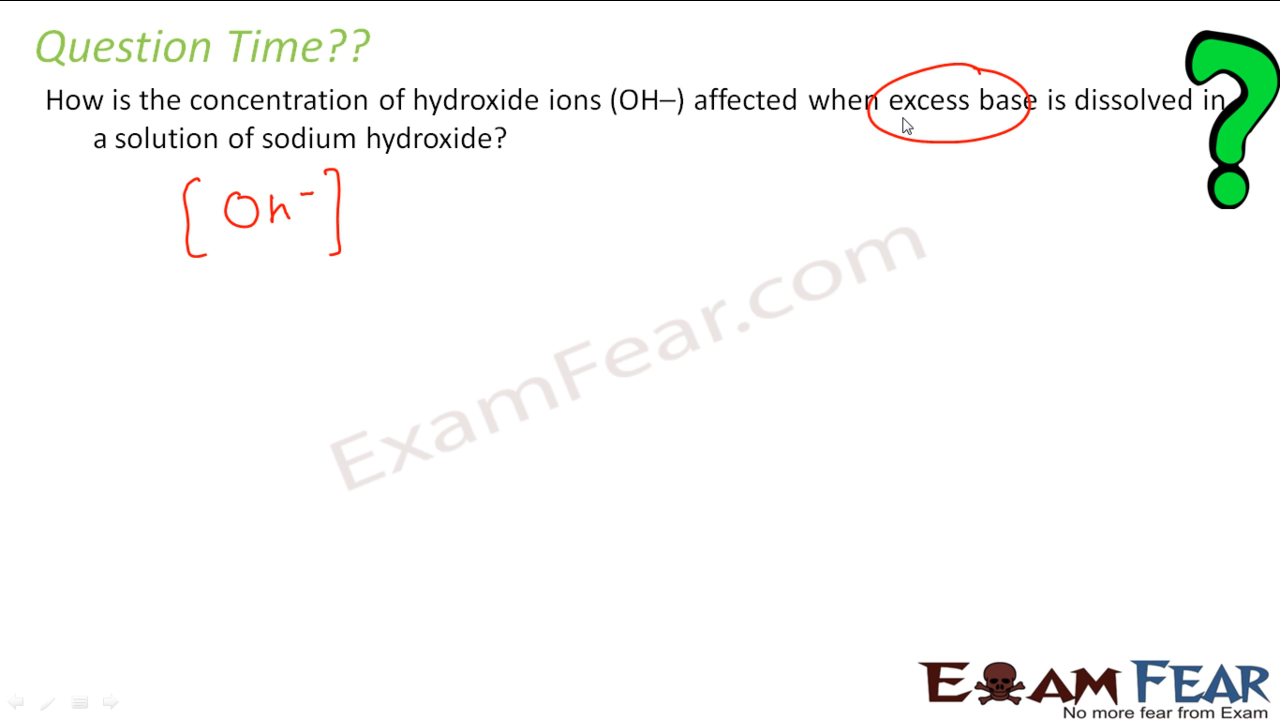 Question Time??
How is the concentration of hydroxide ions (OH–) affected when excess base is dissolved in
a solution of sodium hydroxide?
[ Oh⁻ ]
ExamFear.com
EXAM FEAR
No more fear from Exam